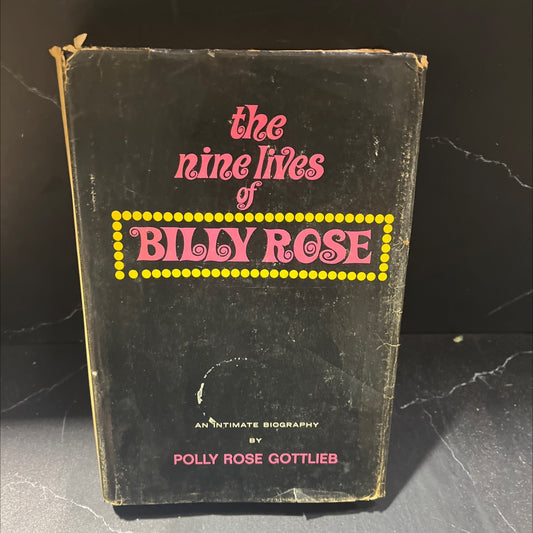 the
nine lives
of
BILLY ROSE
AN INTIMATE BIOGRAPHY
BY
POLLY ROSE GOTTLIEB